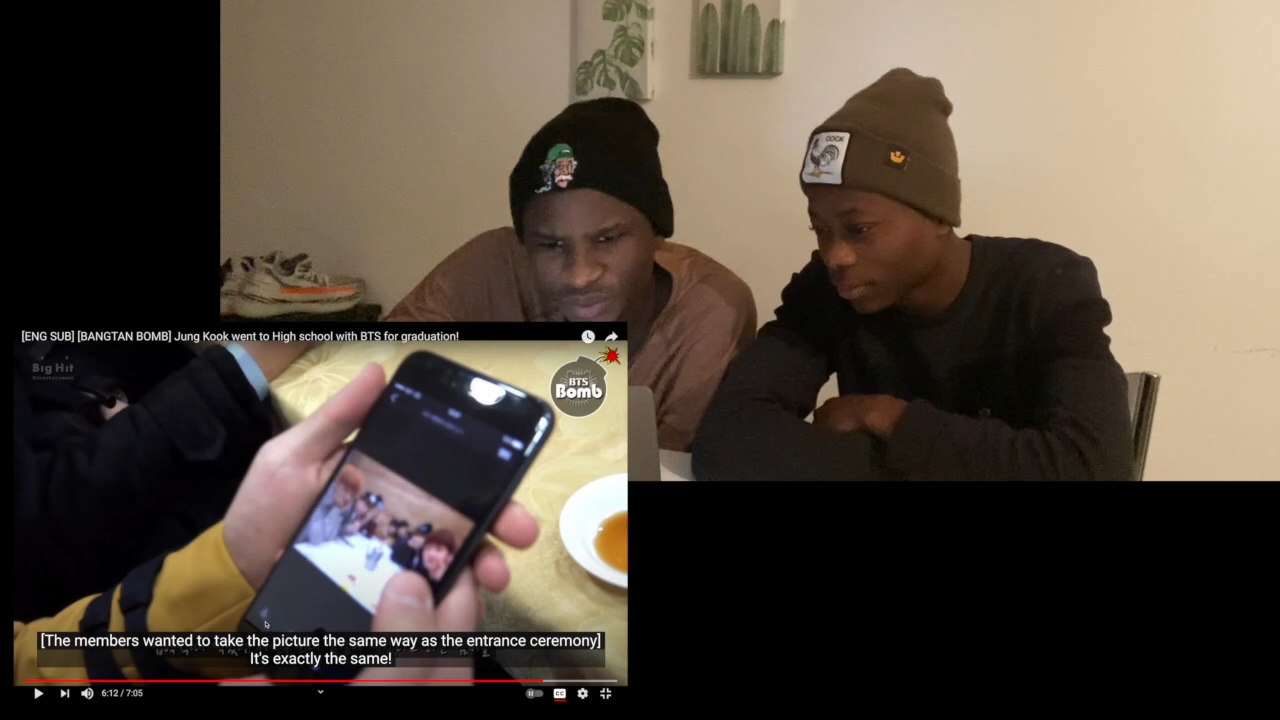 COCK
[ENG SUB] [BANGTAN BOMB] Jung Kook went to High school with BTS for graduation!
Big Hit
Entertainment
BTS
Bomb
[The members wanted to take the picture the same way as the entrance ceremony]
It's exactly the same!
6:12 / 7:05
CC